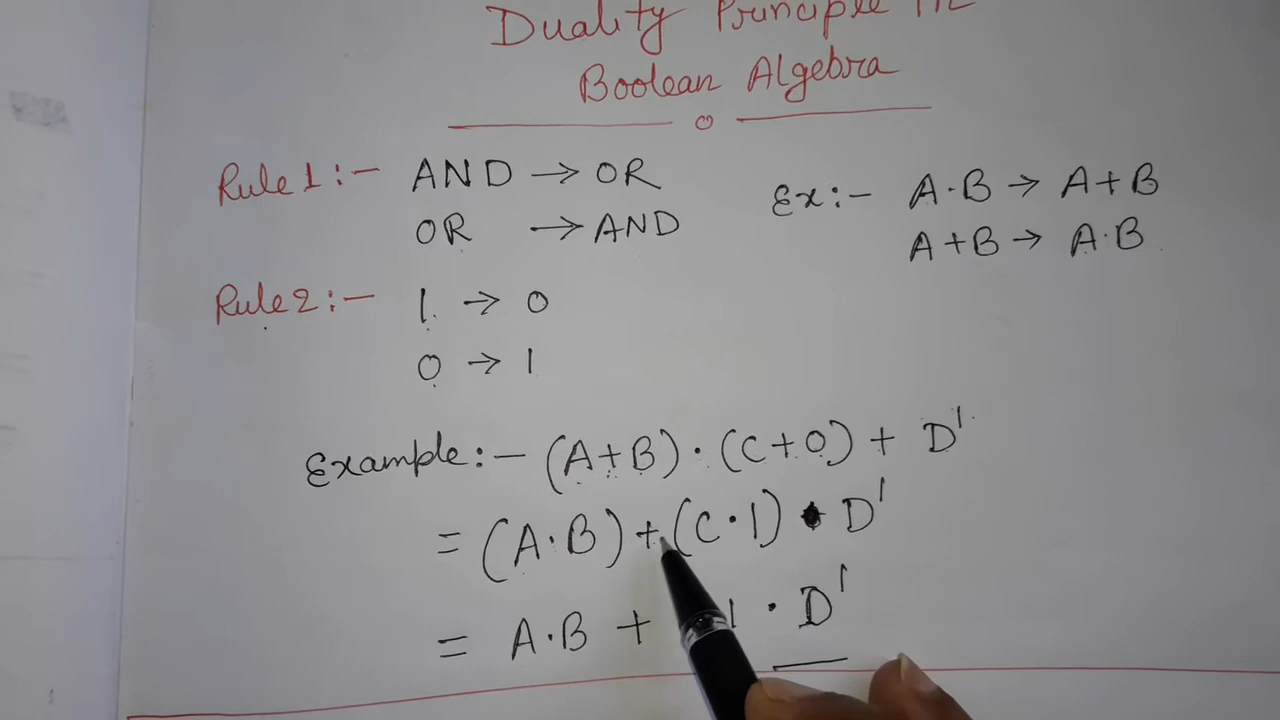 Duality Principle
Boolean Algebra
Rule 1:- AND → OR
OR → AND
Ex:- A·B → A+B
A+B → A·B
Rule 2:- 1 → 0
0 → 1
Example:- (A+B)·(C+0) + D'
= (A·B)+(C·1) · D'
= A·B + 1 · D'